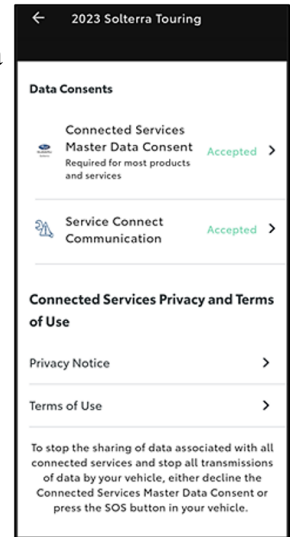 2023 Solterra Touring
Data Consents
Connected Services
Master Data Consent
Accepted
Required for most products
and services
Service Connect
Communication
Accepted
Connected Services Privacy and Terms
of Use
Privacy Notice
Terms of Use
To stop the sharing of data associated with all
connected services and stop all transmissions
of data by your vehicle, either decline the
Connected Services Master Data Consent or
press the SOS button in your vehicle.